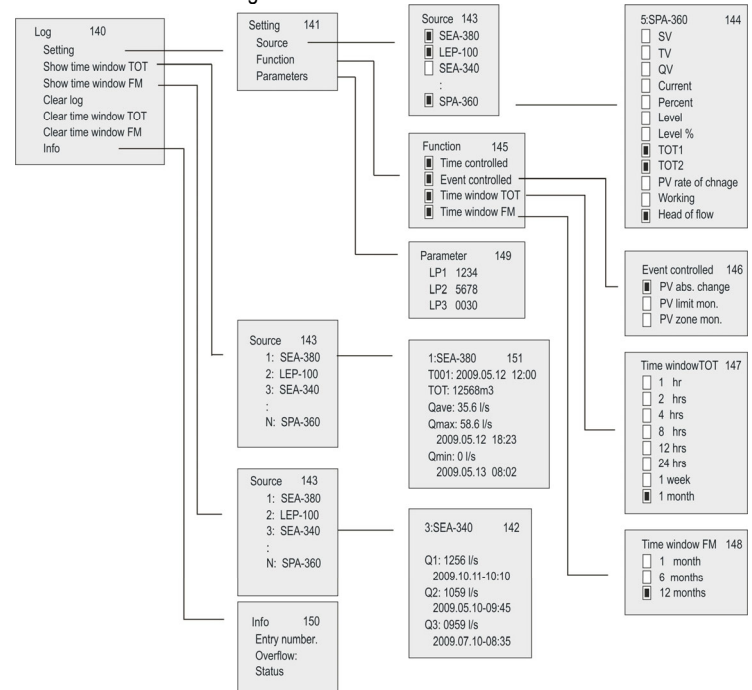 Log 140
Setting
Show time window TOT
Show time window FM
Clear log
Clear time window TOT
Clear time window FM
Info
Setting 141
Source
Function
Parameters
Source 143
SEA-380
LEP-100
SEA-340
:
SPA-360
5:SPA-360 144
SV
TV
QV
Current
Percent
Level
Level %
TOT1
TOT2
PV rate of chnage
Working
Head of flow
Function 145
Time controlled
Event controlled
Time window TOT
Time window FM
Event controlled 146
PV abs. change
PV limit mon.
PV zone mon.
Parameter 149
LP1 1234
LP2 5678
LP3 0030
Source 143
1: SEA-380
2: LEP-100
3: SEA-340
:
N: SPA-360
1:SEA-380 151
T001: 2009.05.12 12:00
TOT: 12568m3
Qave: 35.6 l/s
Qmax: 58.6 l/s
2009.05.12 18:23
Qmin: 0 l/s
2009.05.13 08:02
Time windowTOT 147
1 hr
2 hrs
4 hrs
8 hrs
12 hrs
24 hrs
1 week
1 month
Source 143
1: SEA-380
2: LEP-100
3: SEA-340
:
N: SPA-360
3:SEA-340 142
Q1: 1256 l/s
2009.10.11-10:10
Q2: 1059 l/s
2009.05.10-09:45
Q3: 0959 l/s
2009.07.10-08:35
Time window FM 148
1 month
6 months
12 months
Info 150
Entry number.
Overflow:
Status